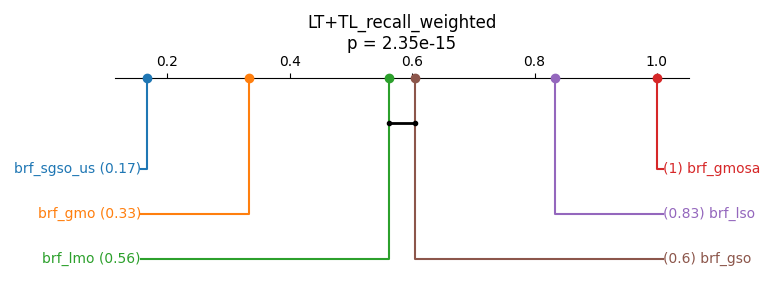 LT+TL_recall_weighted
p = 2.35e-15
0.2 0.4 0.6 0.8 1.0
brf_sgso_us (0.17) (1) brf_gmosa
brf_gmo (0.33) (0.83) brf_lso
brf_lmo (0.56) (0.6) brf_gso